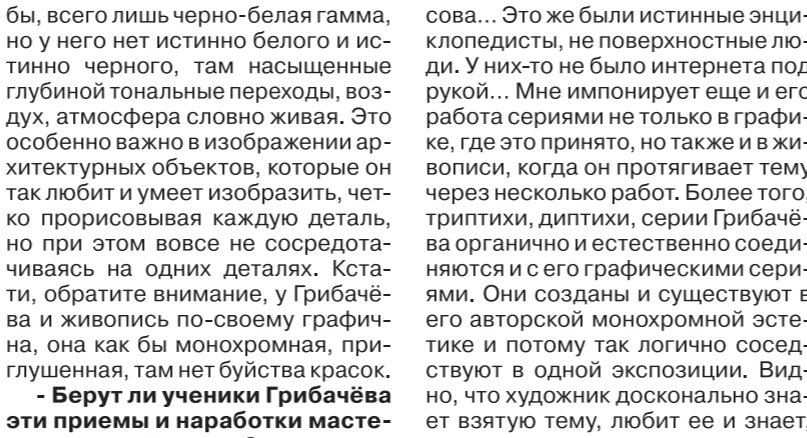 бы, всего лишь черно-белая гамма,
но у него нет истинно белого и ис-
тинно черного, там насыщенные
глубиной тональные переходы, воз-
дух, атмосфера словно живая. Это
особенно важно в изображении ар-
хитектурных объектов, которые он
так любит и умеет изобразить, чет-
ко прорисовывая каждую деталь,
но при этом вовсе не сосредота-
чиваясь на одних деталях. Кста-
ти, обратите внимание, у Грибачё-
ва и живопись по-своему графич-
на, она как бы монохромная, при-
глушенная, там нет буйства красок.
- Берут ли ученики Грибачёва
эти приемы и наработки масте-
сова... Это же были истинные энци-
клопедисты, не поверхностные лю-
ди. У них-то не было интернета под
рукой... Мне импонирует еще и его
работа сериями не только в графи-
ке, где это принято, но также и в жи-
вописи, когда он протягивает тему
через несколько работ. Более того,
триптихи, диптихи, серии Грибачё-
ва органично и естественно соеди-
няются и с его графическими сери-
ями. Они созданы и существуют в
его авторской монохромной эсте-
тике и потому так логично сосед-
ствуют в одной экспозиции. Вид-
но, что художник досконально зна-
ет взятую тему, любит ее и знает,